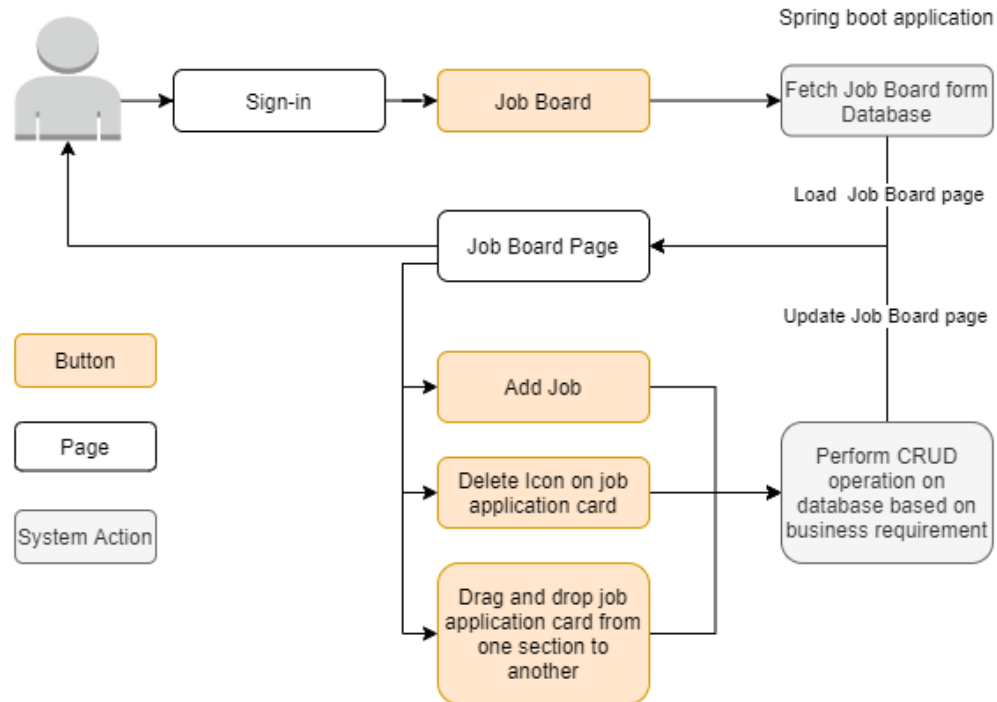 Spring boot application
Sign-in
Job Board
Fetch Job Board form
Database
Load Job Board page
Job Board Page
Update Job Board page
Button
Add Job
Page
Perform CRUD
operation on
database based on
business requirement
Delete Icon on job
application card
System Action
Drag and drop job
application card from
one section to
another